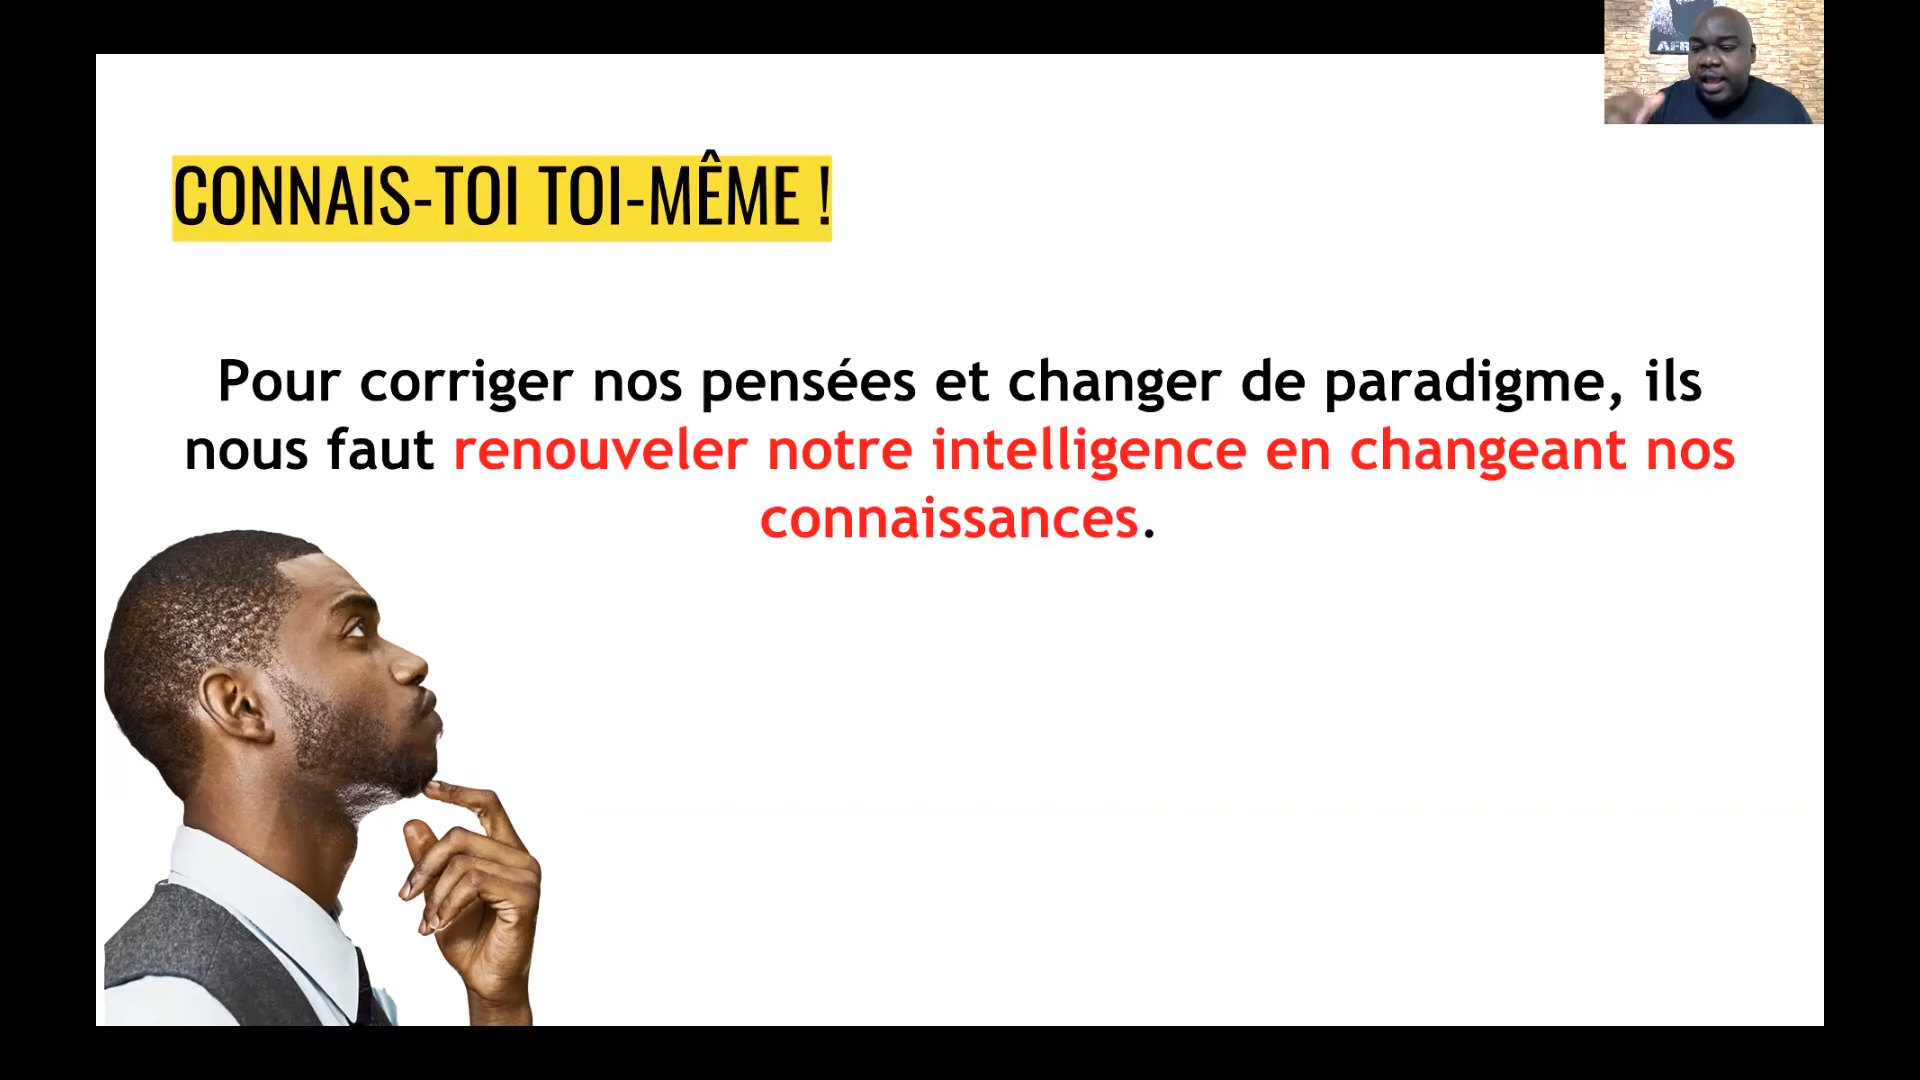 CONNAIS-TOI TOI-MÊME !
Pour corriger nos pensées et changer de paradigme, ils
nous faut renouveler notre intelligence en changeant nos
connaissances.